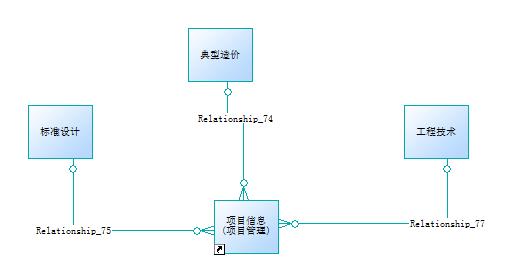 典型造价
Relationship_74
标准设计
工程技术
项目信息
(项目管理)
Relationship_75
Relationship_77